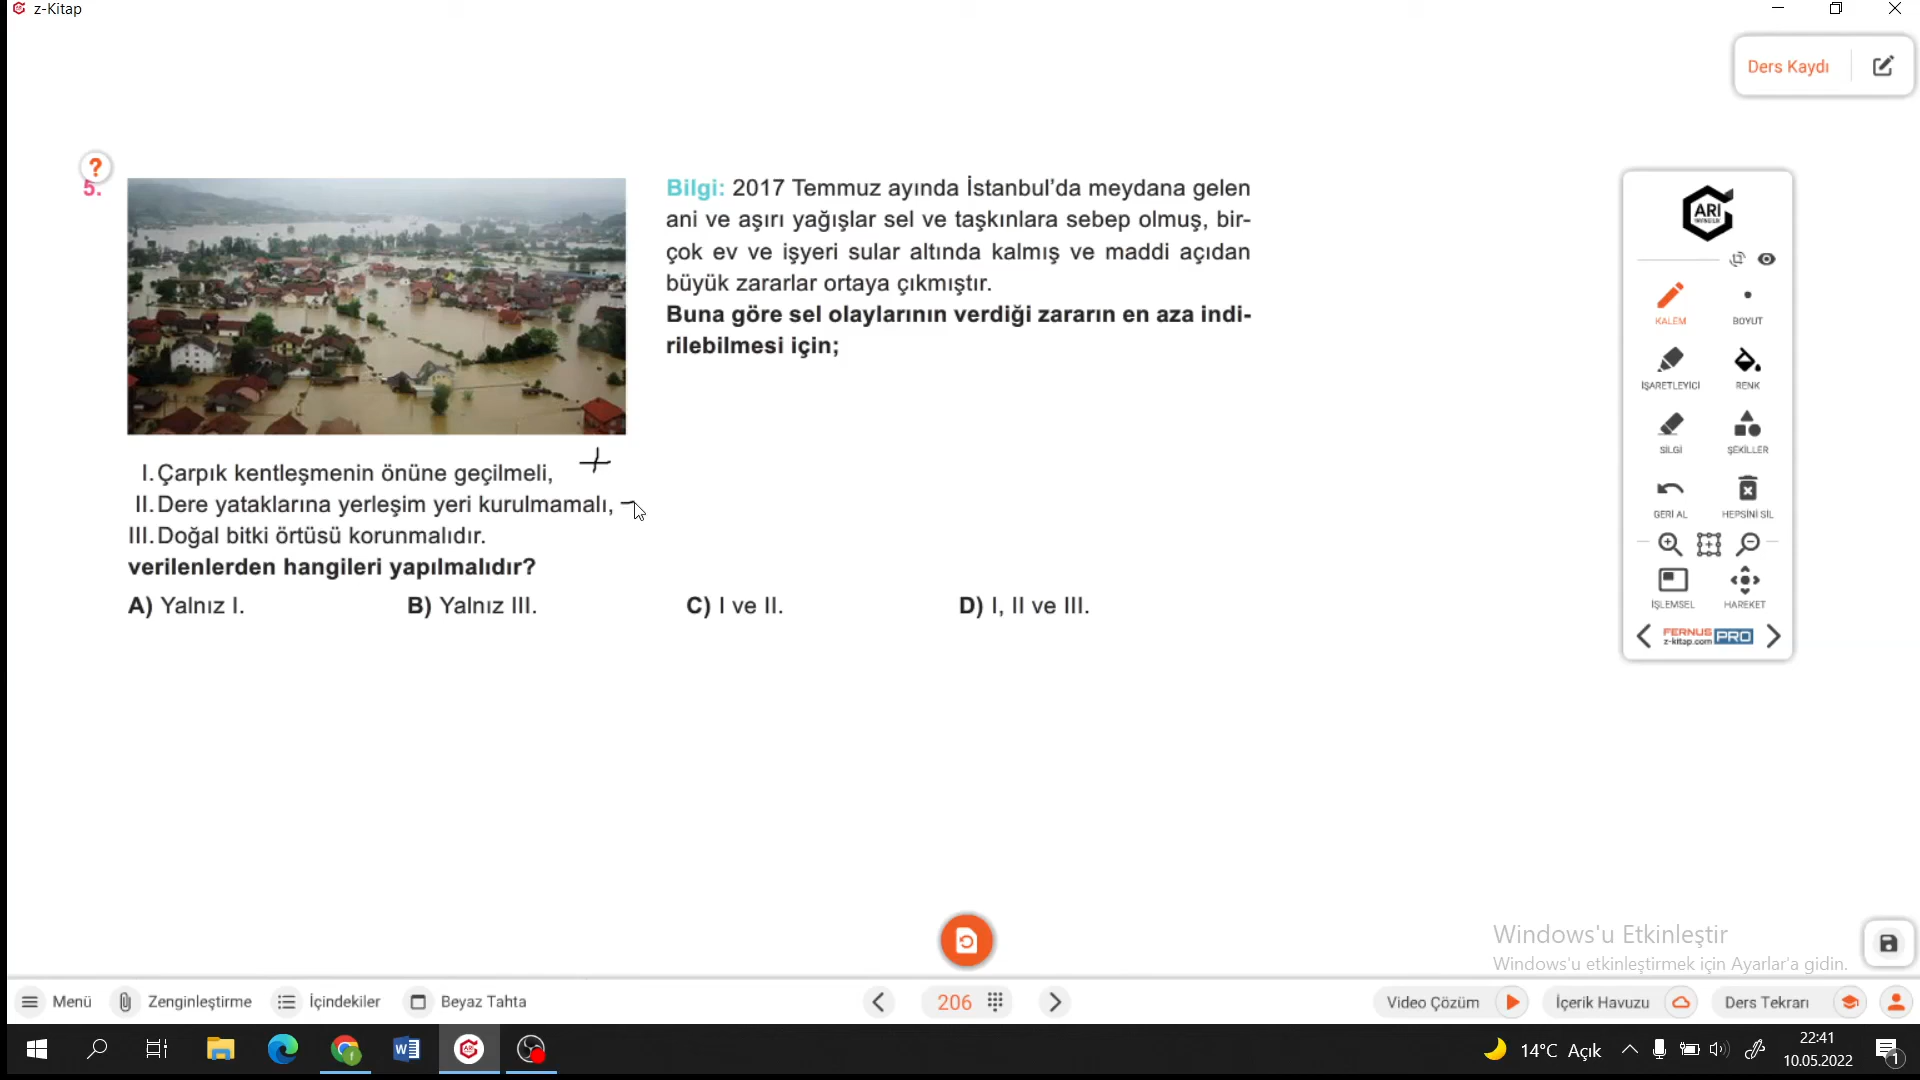 z-Kitap
Ders Kaydı
?
5.
Bilgi: 2017 Temmuz ayında İstanbul'da meydana gelen
ani ve aşırı yağışlar sel ve taşkınlara sebep olmuş, bir-
çok ev ve işyeri sular altında kalmış ve maddi açıdan
büyük zararlar ortaya çıkmıştır.
Buna göre sel olaylarının verdiği zararın en aza indi-
rilebilmesi için;
I. Çarpık kentleşmenin önüne geçilmeli, +
II. Dere yataklarına yerleşim yeri kurulmamalı, -
III. Doğal bitki örtüsü korunmalıdır.
verilenlerden hangileri yapılmalıdır?
A) Yalnız I. B) Yalnız III. C) I ve II. D) I, II ve III.
ARI
KALEM BOYUT
İŞARETLEYİCİ RENK
SİLGİ ŞEKİLLER
GERİ AL HEPSİNİ SİL
İŞLEMSEL HAREKET
FERNUS PRO
z-kitap.com
Windows'u Etkinleştir
Windows'u etkinleştirmek için Ayarlar'a gidin.
Menü Zenginleştirme İçindekiler Beyaz Tahta 206 Video Çözüm İçerik Havuzu Ders Tekrarı
14°C Açık 22:41
10.05.2022
1